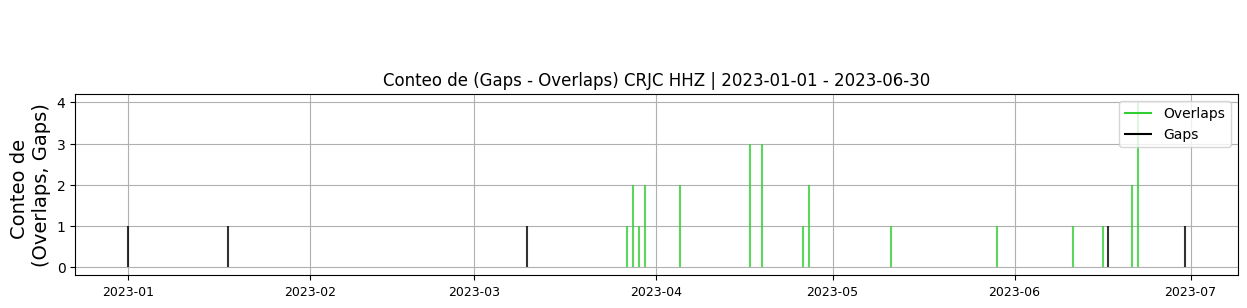 Conteo de (Gaps - Overlaps) CRJC HHZ | 2023-01-01 - 2023-06-30
Conteo de
(Overlaps, Gaps)
4
3
2
1
0
Overlaps
Gaps
2023-01
2023-02
2023-03
2023-04
2023-05
2023-06
2023-07